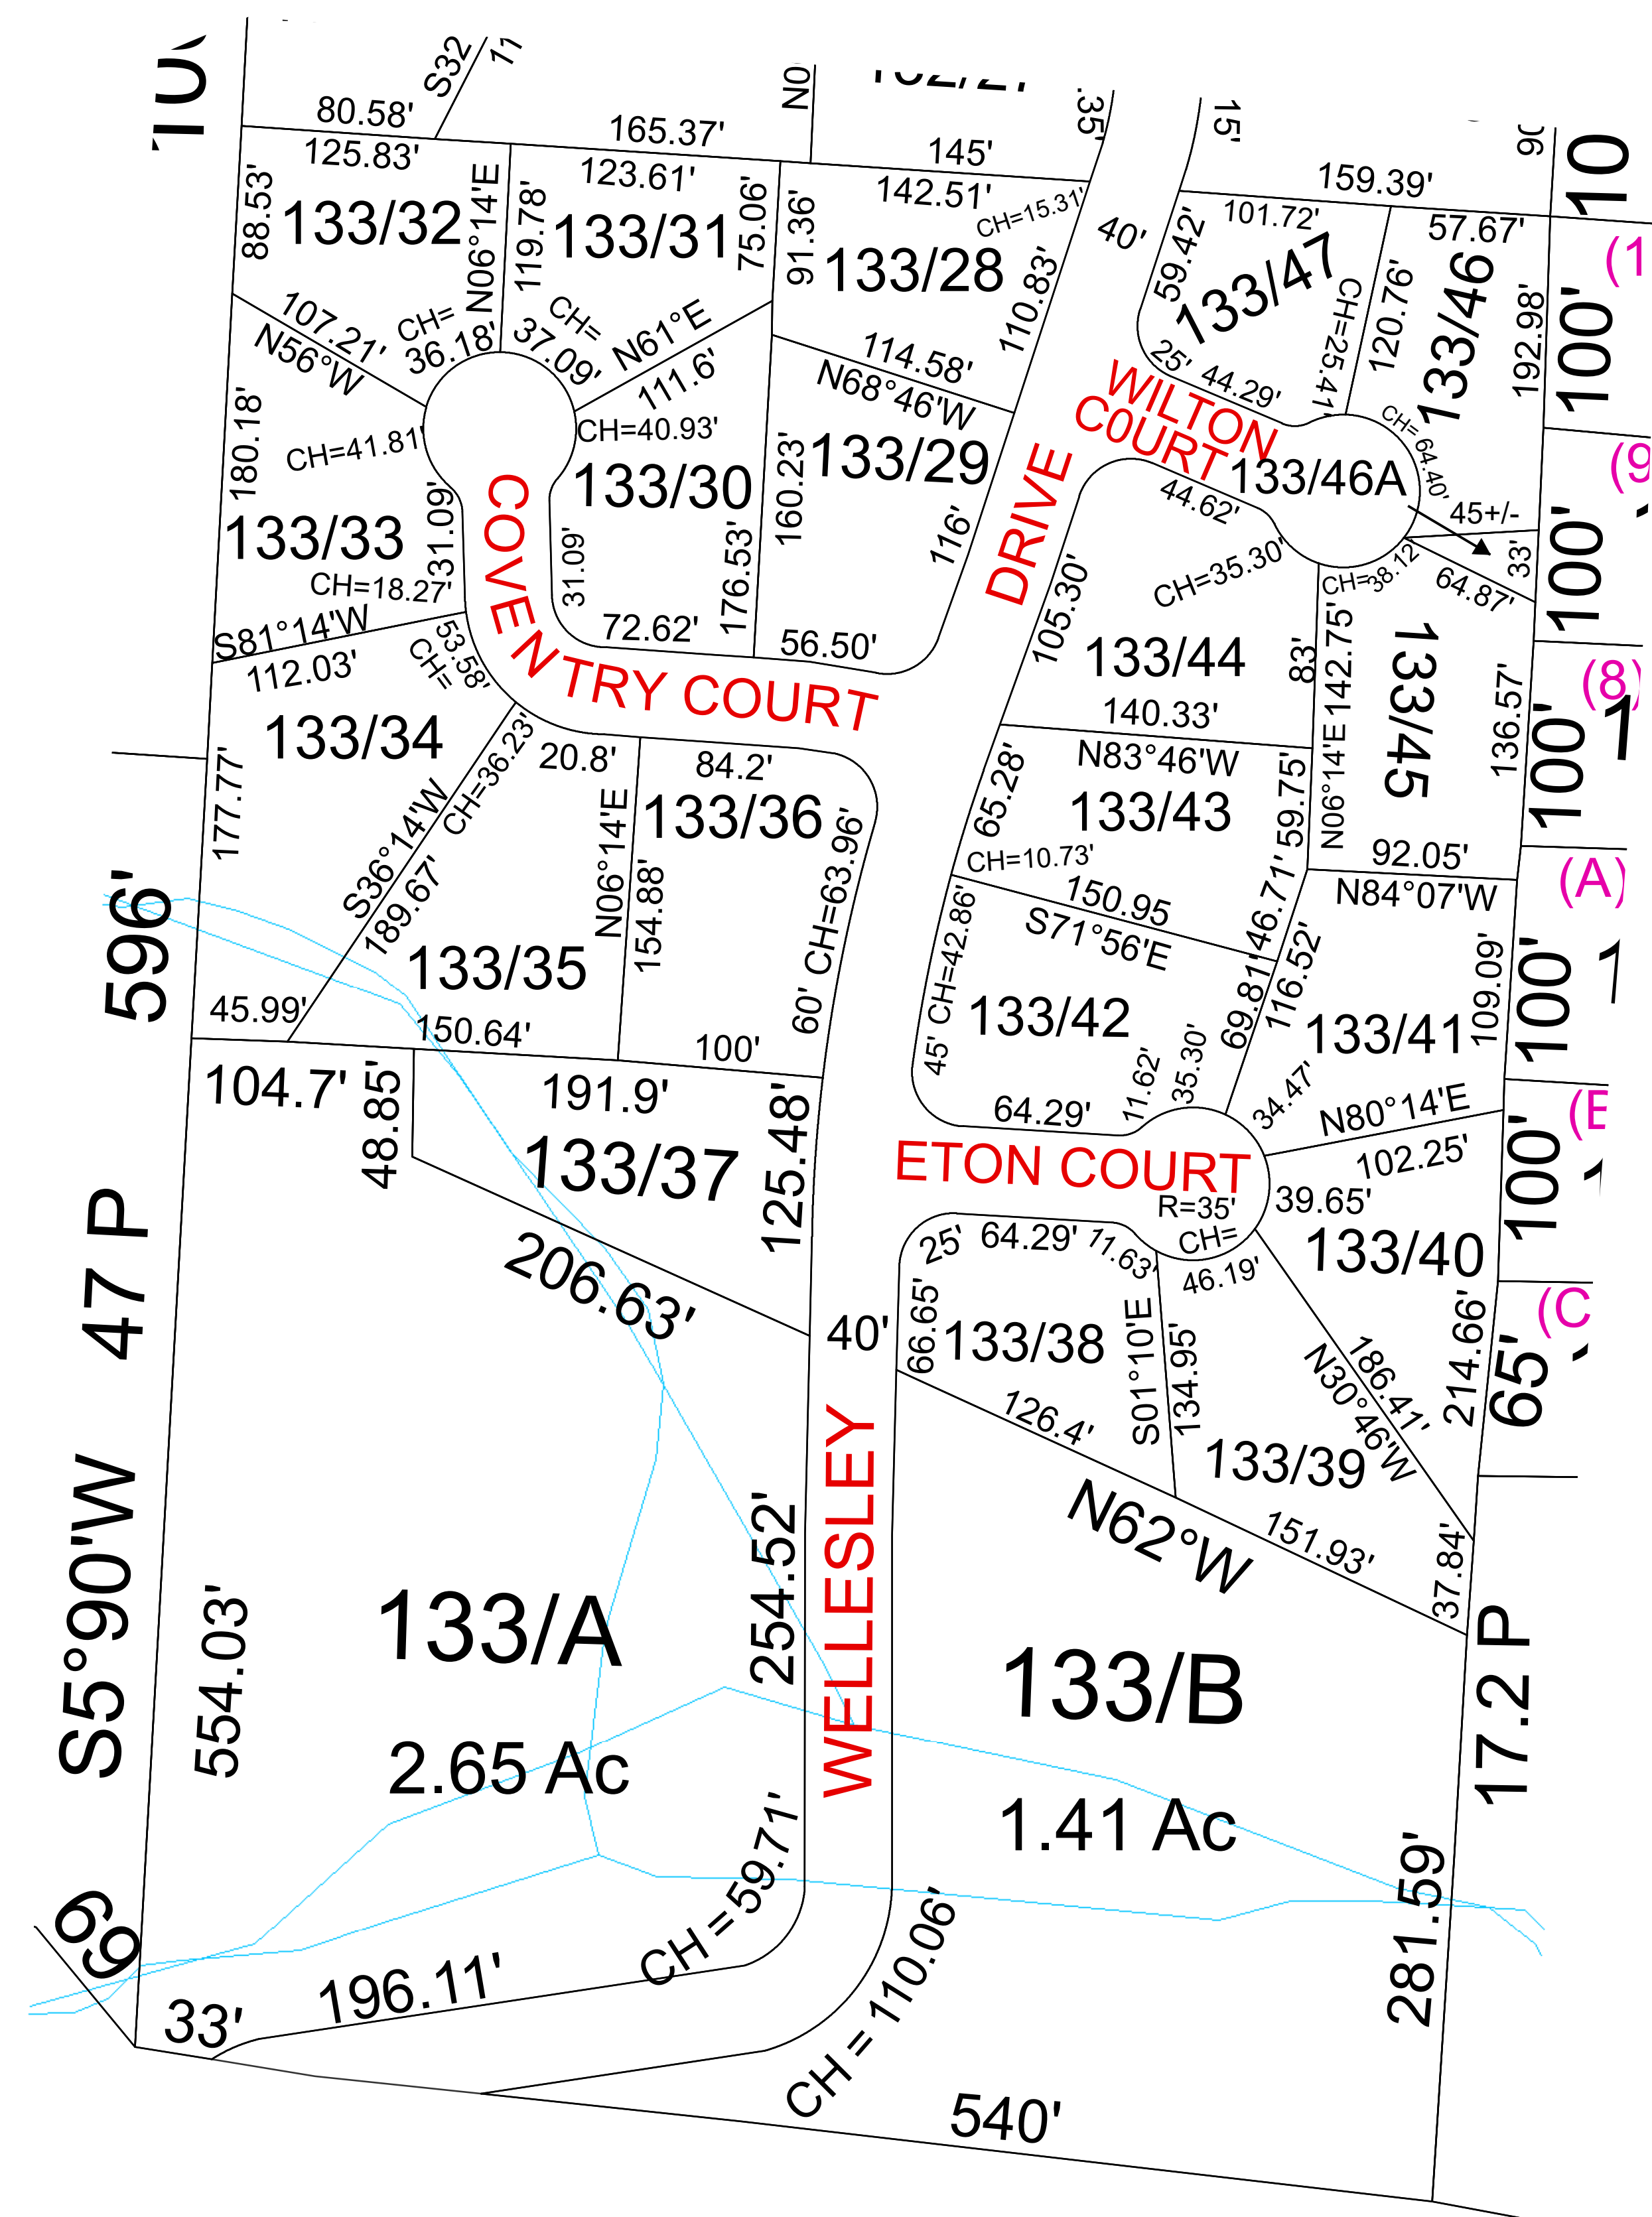 S32
11
N0
.35'
15'
80.58'
165.37'
145'
159.39'
10
125.83'
123.61'
142.51'
CH=15.31'
40'
101.72'
57.67'
88.53'
133/32
N06°14'E
119.78'
133/31
75.06'
91.36'
133/28
110.83'
59.42'
133/47
CH=25.41'
120.76'
133/46
192.98'
100'
107.21'
N56°W
CH=
36.18'
CH=
37.09'
N61°E
111.6'
114.58'
N68°46'W
25'
44.29'
WILTON
C0URT
CH= 64.40'
180.18'
CH=41.81'
CH=40.93'
133/30
160.23'
133/29
133/46A
44.62'
45+/-
33'
100'
133/33
31.09'
CH=18.27'
COVENTRY COURT
31.09'
176.53'
116'
DRIVE
105.30'
CH=35.30'
CH=38.12
64.87'
S81°14'W
112.03'
53.58'
CH=
72.62'
56.50'
133/44
83'
142.75'
N06°14'E
133/45
136.57'
(8)
1
100'
133/34
177.77'
CH=36.23'
S36°14'W
189.67'
20.8'
84.2'
140.33'
N83°46'W
65.28'
133/43
59.75'
N06°14'E
154.88'
133/36
CH=63.96'
60'
CH=10.73'
150.95
S71°56'E
46.71'
92.05'
N84°07'W
(A)
1
596'
133/35
CH=42.86'
45'
133/42
69.81'
116.52'
133/41
109.09'
100'
45.99'
150.64'
100'
11.62'
35.30'
34.47'
N80°14'E
104.7'
48.85'
191.9'
125.48'
64.29'
102.25'
133/37
ETON COURT
R=35'
CH=
39.65'
100'
47 P
206.63'
25'
64.29'
11.63'
46.19'
133/40
(C
40'
66.65'
133/38
S01°10'E
134.95'
N30°46'W
186.41'
214.66'
65'
126.4'
133/39
S5°90'W
WELLESLEY
254.52'
N62°W
151.93'
37.84'
554.03'
133/A
2.65 Ac
133/B
1.41 Ac
17.2 P
69
CH = 59.71'
CH = 110.06'
281.59'
33'
196.11'
540'